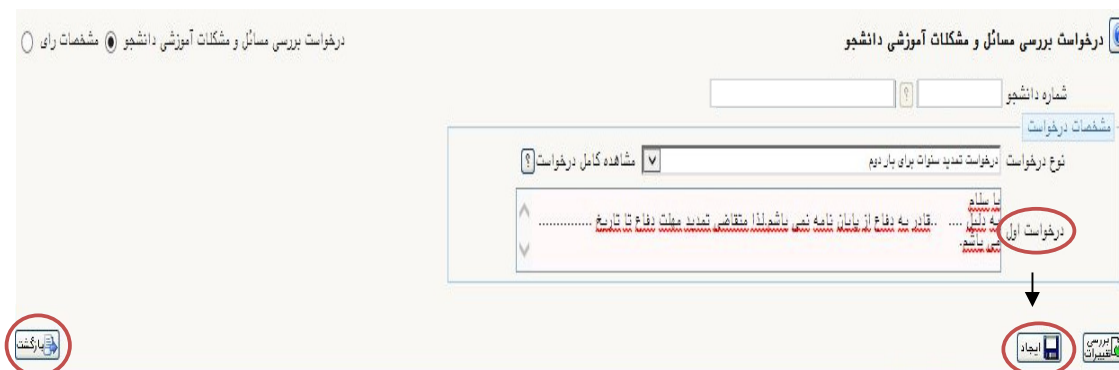 درخواست بررسی مسائل و مشکلات آموزشی دانشجو
درخواست بررسی مسائل و مشکلات آموزشی دانشجو
مشخصات رای
شماره دانشجو
؟
مشخصات درخواست
نوع درخواست
درخواست تمدید سنوات برای بار دوم
مشاهده کامل درخواست
؟
درخواست اول
با سلام
به دلیل .... ..قادر به دفاع از پایان نامه نمی باشم.لذا متقاضی تمدید مهلت دفاع تا تاریخ ..............
می باشم.
بررسی تغییرات
ایجاد
بازگشت